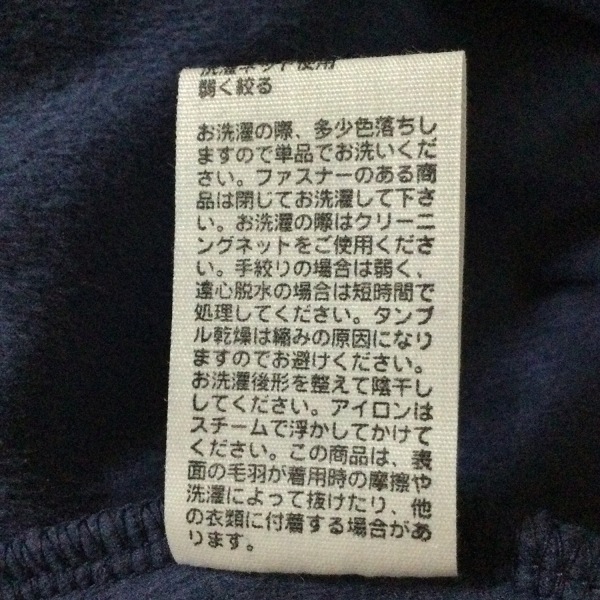 洗濯ネット使用
弱く絞る
お洗濯の際、多少色落ちし
ますので単品でお洗いくだ
さい。ファスナーのある商
品は閉じてお洗濯して下さ
い。お洗濯の際はクリーニ
ングネットをご使用くださ
い。手絞りの場合は弱く、
遠心脱水の場合は短時間で
処理してください。タンブ
ル乾燥は縮みの原因になり
ますのでお避けください。
お洗濯後形を整えて陰干し
してください。アイロンは
スチームで浮かしてかけて
ください。この商品は、表
面の毛羽が着用時の摩擦や
洗濯によって抜けたり、他
の衣類に付着する場合があ
ります。